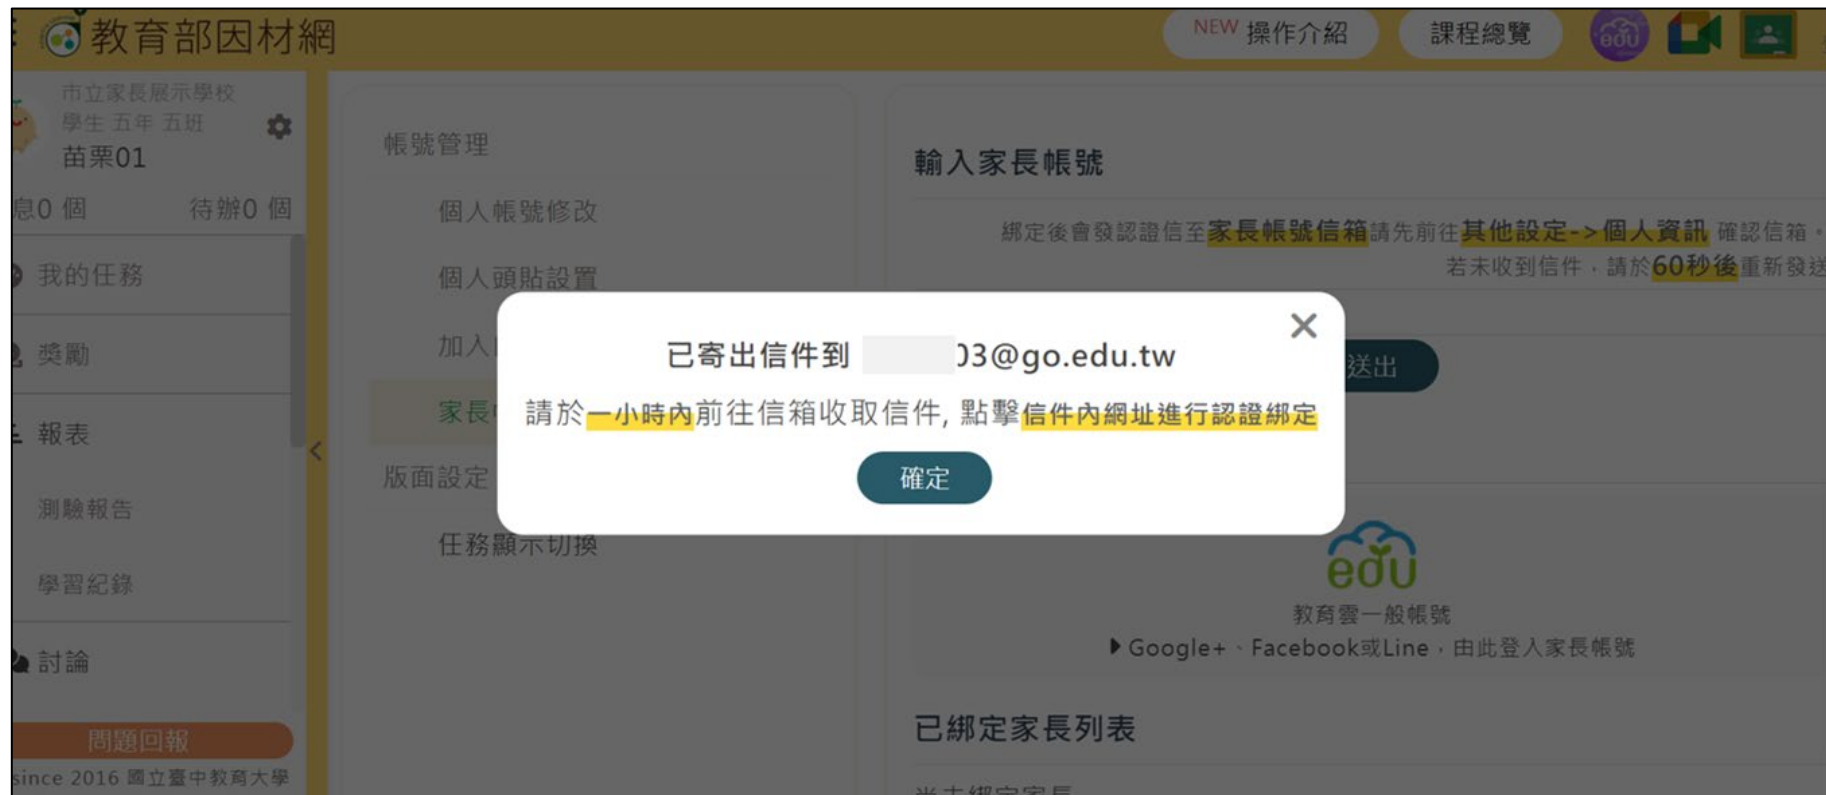 教育部因材網
NEW 操作介紹
課程總覽
edu
市立家長展示學校
學生 五年 五班
苗栗01
息0 個
待辦0 個
我的任務
獎勵
報表
測驗報告
學習紀錄
討論
問題回報
since 2016 國立臺中教育大學
帳號管理
個人帳號修改
個人頭貼設置
加入
家長
版面設定
任務顯示切換
輸入家長帳號
綁定後會發認證信至家長帳號信箱請先前往其他設定->個人資訊 確認信箱。
若未收到信件，請於60秒後重新發送
送出
已寄出信件到 03@go.edu.tw
請於一小時內前往信箱收取信件, 點擊信件內網址進行認證綁定
確定
edu
教育雲一般帳號
Google+、Facebook或Line，由此登入家長帳號
已綁定家長列表
尚未綁定家長